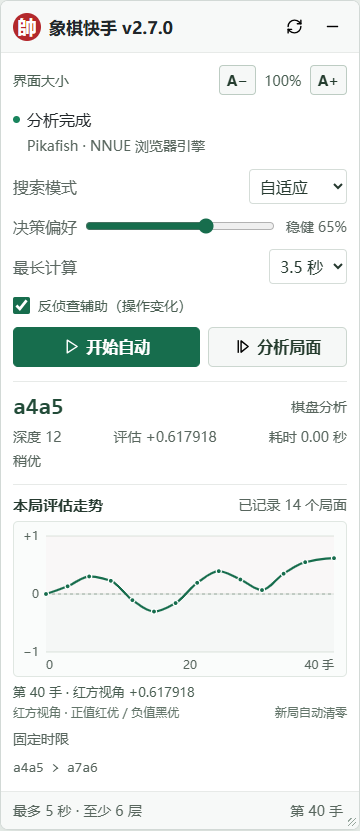 帥 象棋快手 v2.7.0
界面大小 A− 100% A+
分析完成
Pikafish · NNUE 浏览器引擎
搜索模式 自适应
决策偏好 稳健 65%
最长计算 3.5 秒
反侦查辅助（操作变化）
开始自动 分析局面
a4a5 棋盘分析
深度 12 评估 +0.617918 耗时 0.00 秒
稍优
本局评估走势 已记录 14 个局面
+1
0
−1
0 20 40 手
第 40 手 · 红方视角 +0.617918
红方视角 · 正值红优 / 负值黑优 新局自动清零
固定时限
a4a5 > a7a6
最多 5 秒 · 至少 6 层 第 40 手